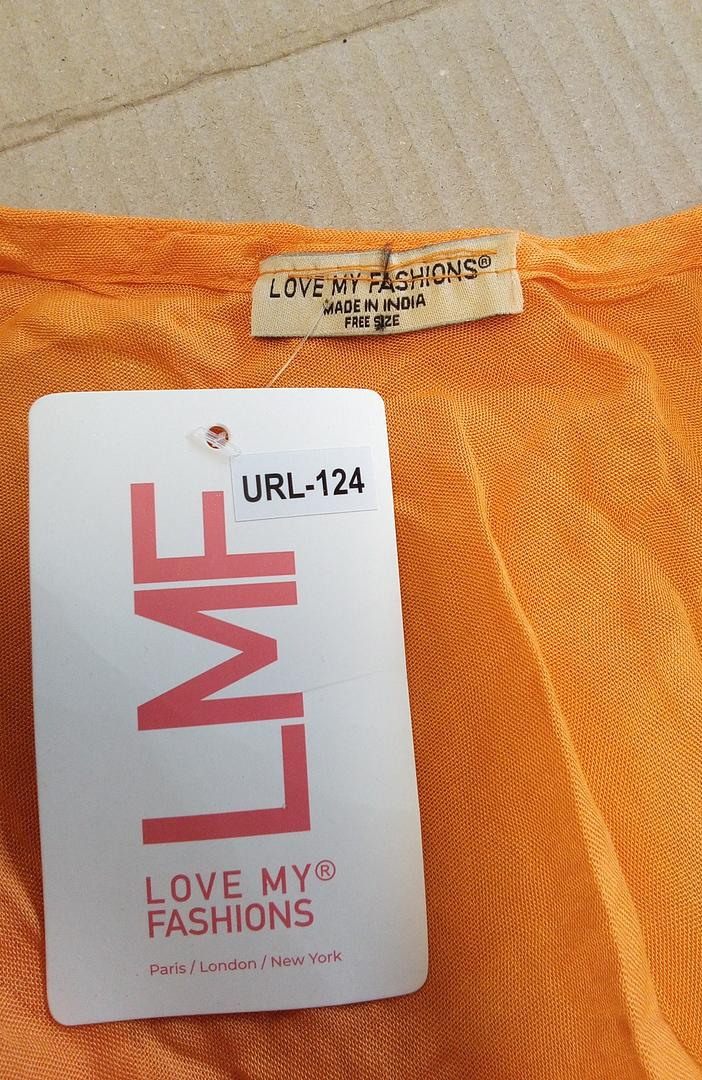 LOVE MY FASHIONS®
MADE IN INDIA
FREE SIZE
URL-124
LMF
LOVE MY®
FASHIONS
Paris / London / New York